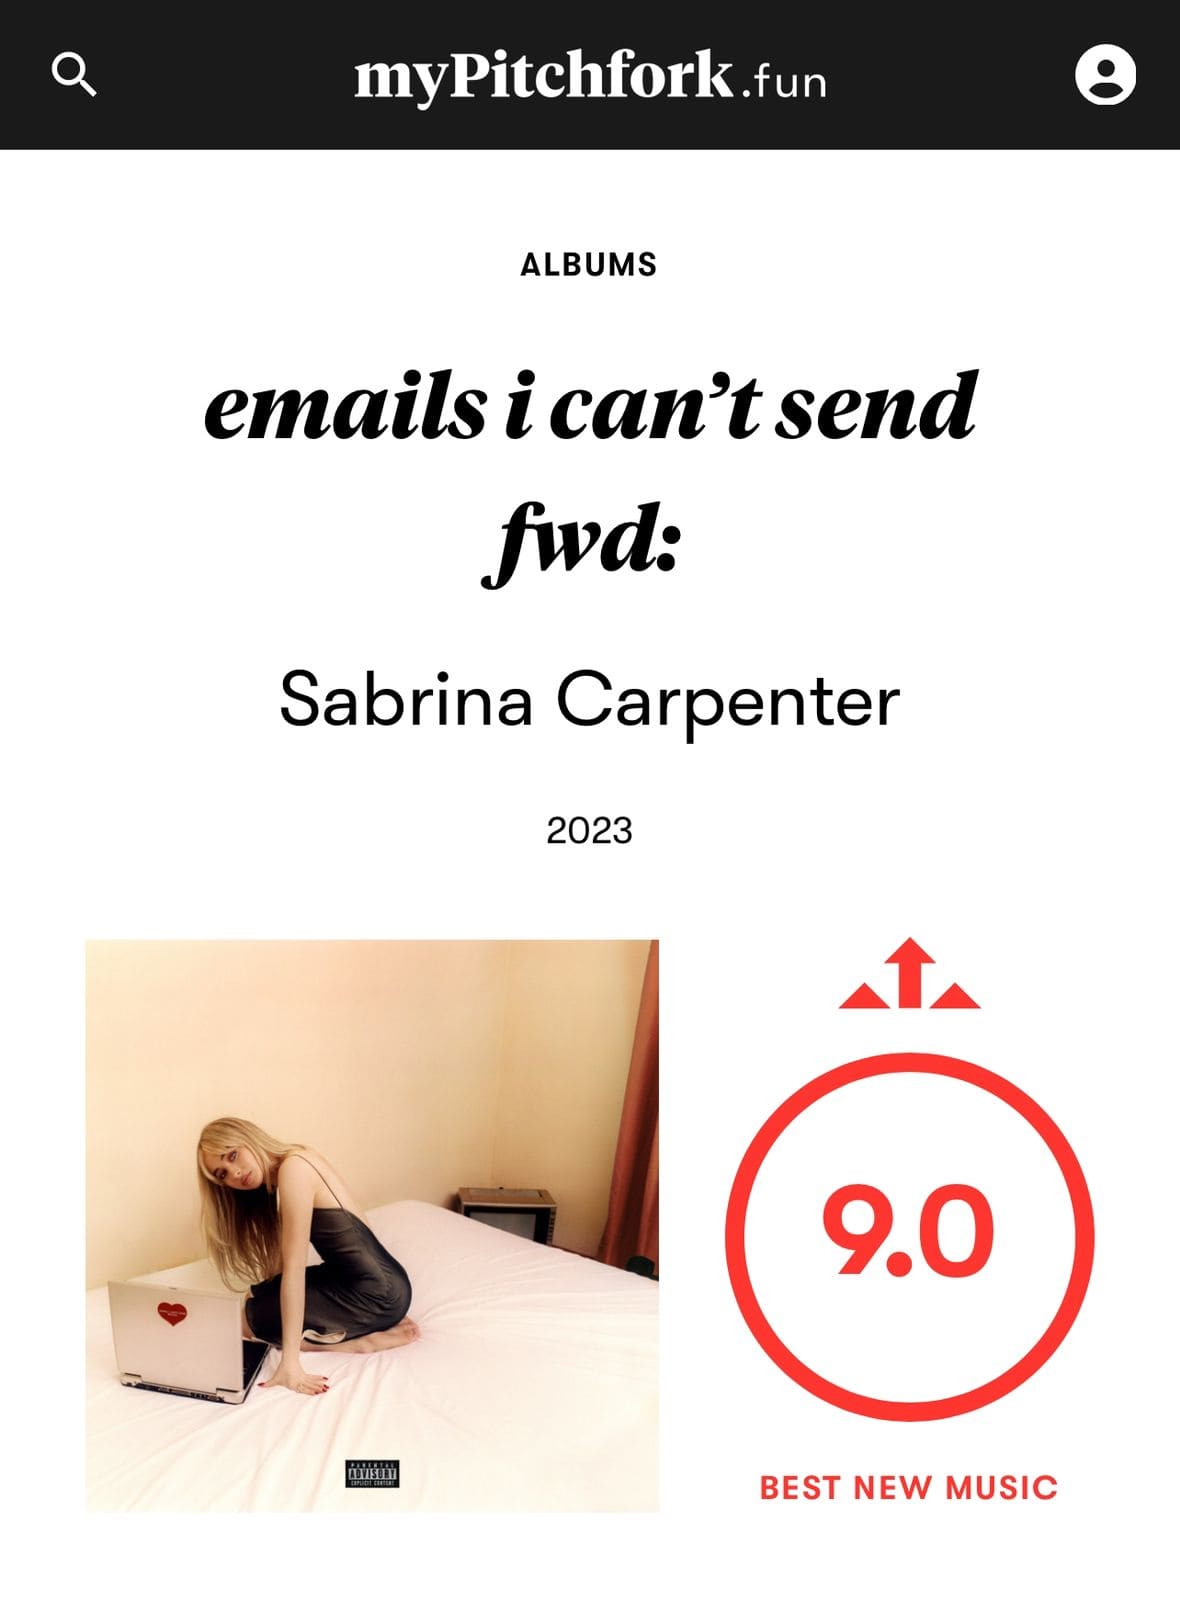 myPitchfork.fun
ALBUMS
emails i can’t send
fwd:
Sabrina Carpenter
2023
9.0
PARENTAL
ADVISORY
EXPLICIT CONTENT
BEST NEW MUSIC